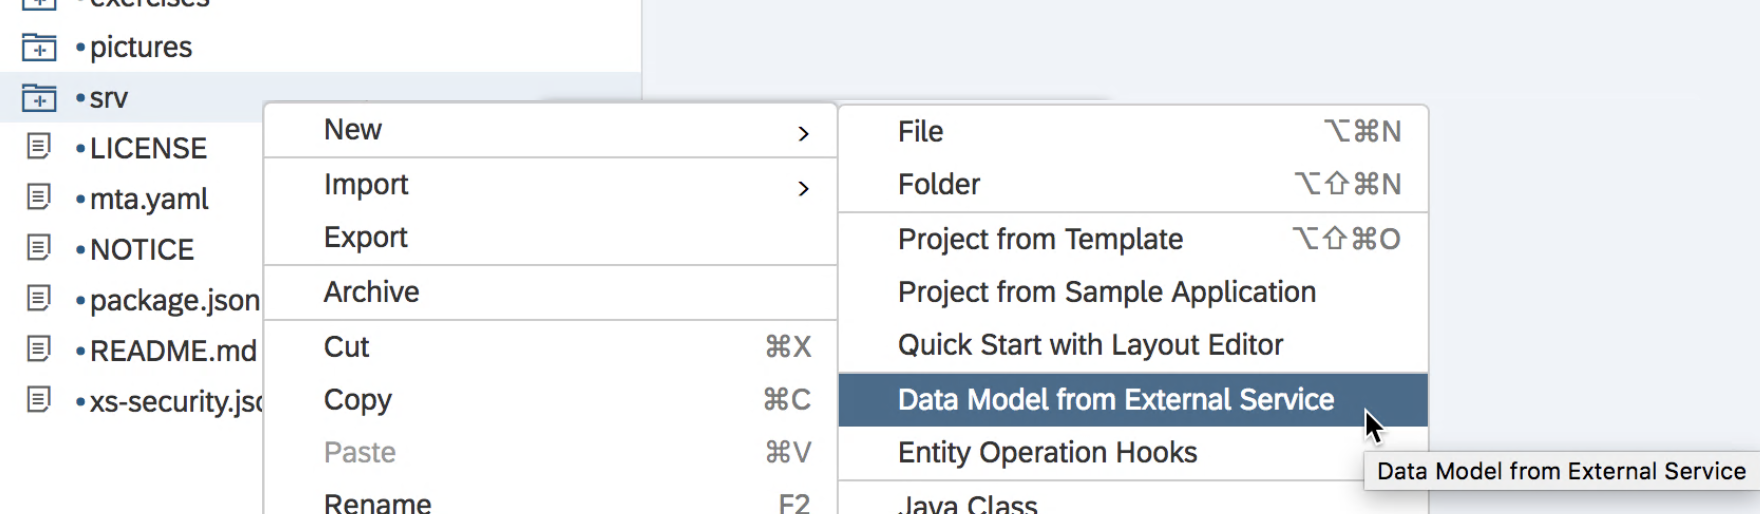 exercises
pictures
srv
LICENSE
mta.yaml
NOTICE
package.json
README.md
xs-security.jso
New
Import
Export
Archive
Cut ⌘X
Copy ⌘C
Paste ⌘V
Rename F2
File ⌥⌘N
Folder ⌥⇧⌘N
Project from Template ⌥⇧⌘O
Project from Sample Application
Quick Start with Layout Editor
Data Model from External Service
Entity Operation Hooks
Java Class
Data Model from External Service